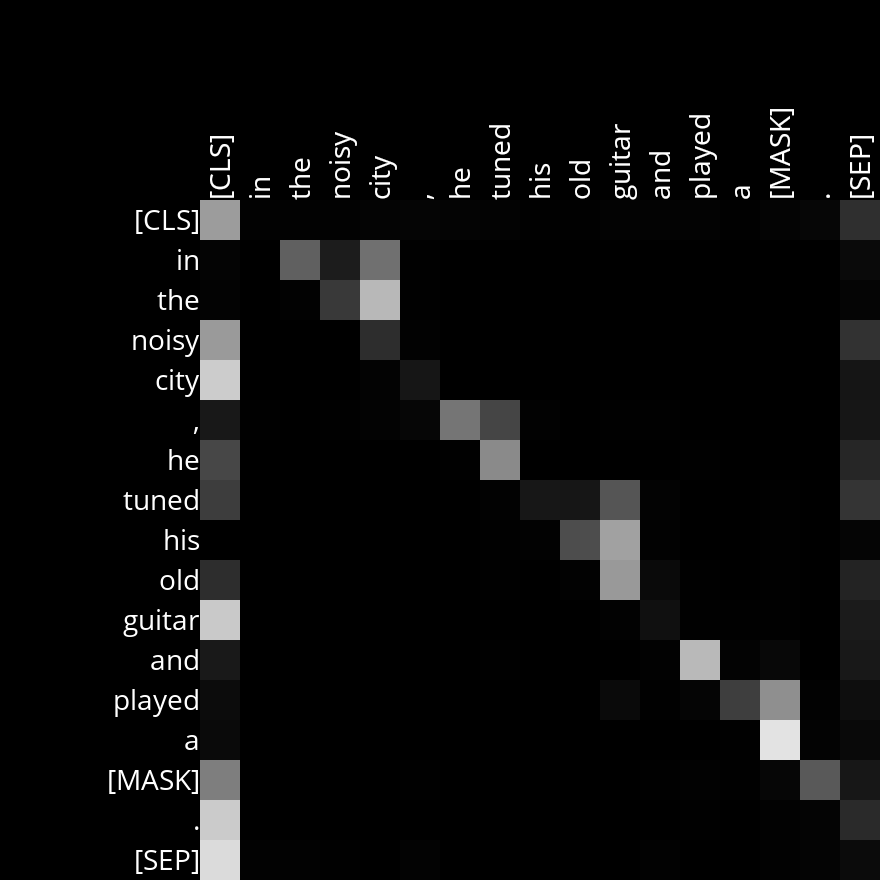 [CLS] in the noisy city , he tuned his old guitar and played a [MASK] . [SEP]
[CLS]
in
the
noisy
city
,
he
tuned
his
old
guitar
and
played
a
[MASK]
.
[SEP]